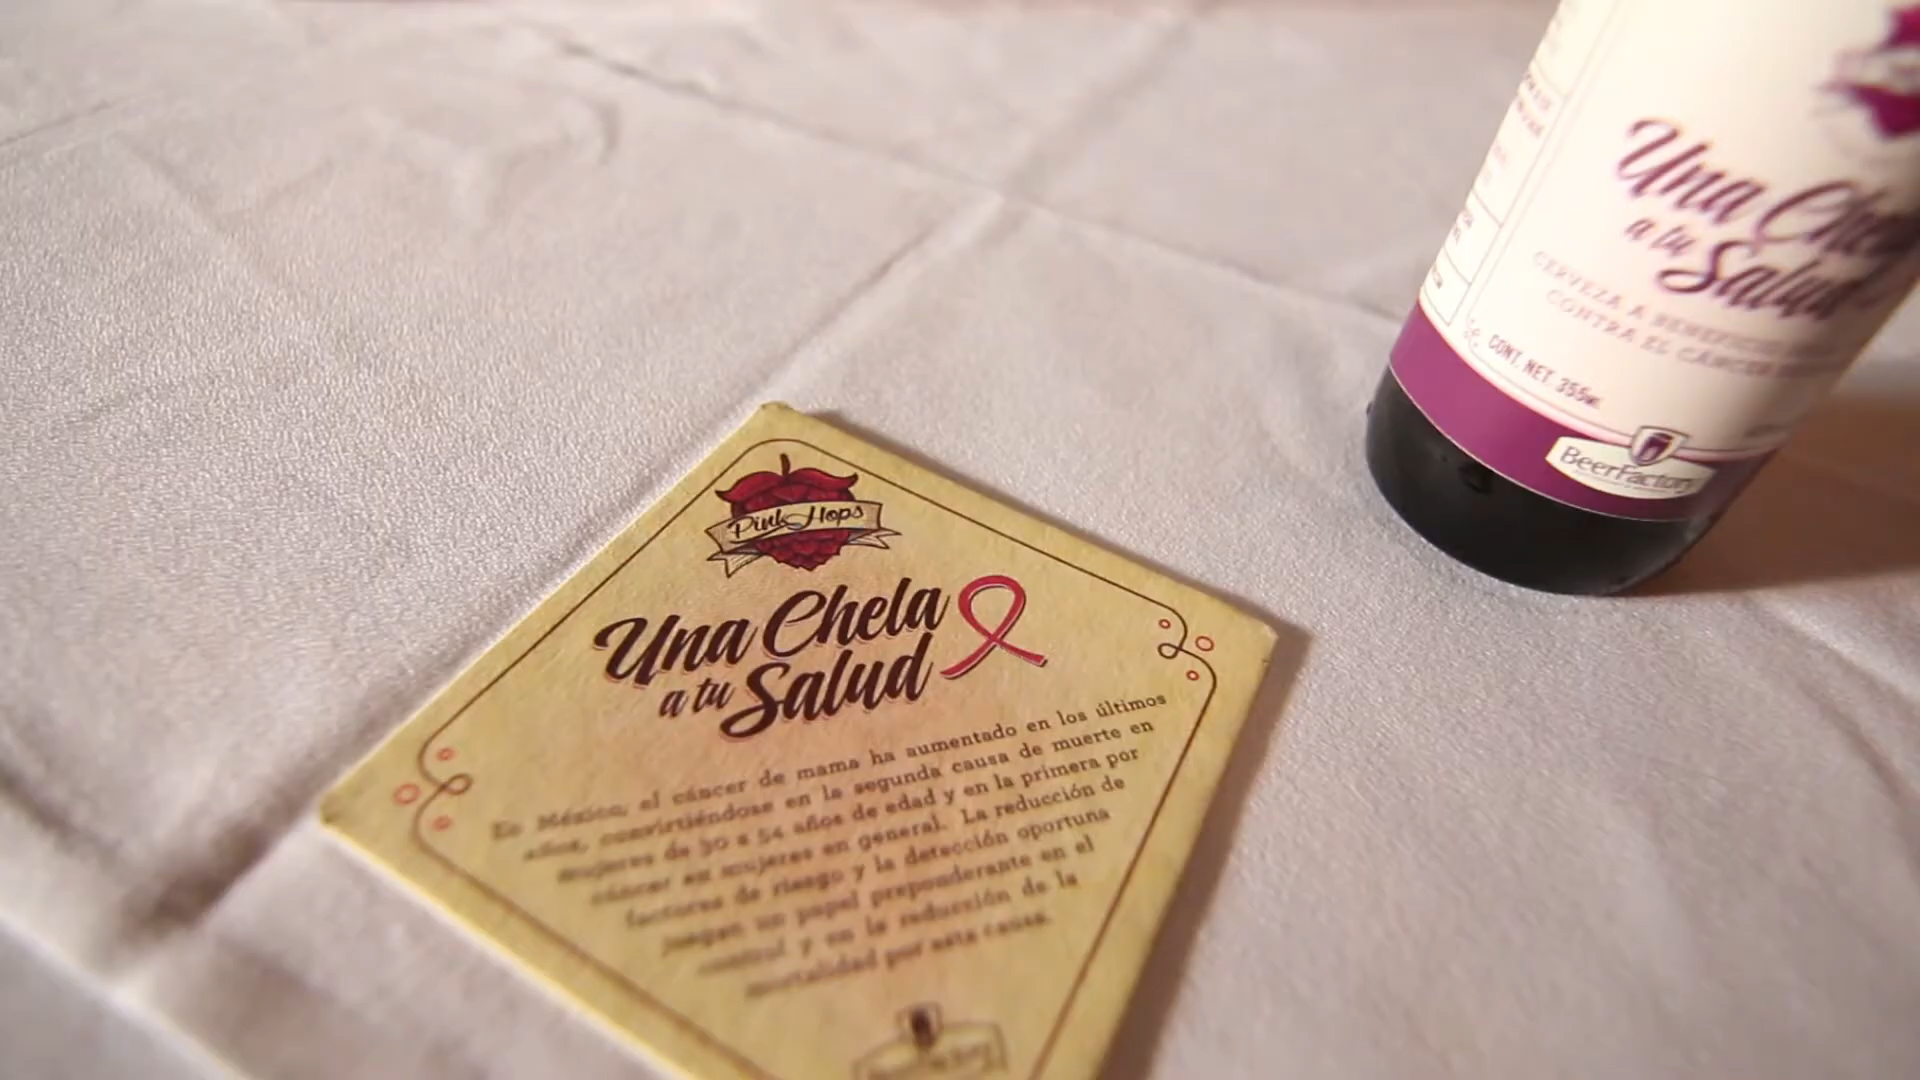 Pink Hops
Una Chela
a tu Salud
En México, el cáncer de mama ha aumentado en los últimos
años, convirtiéndose en la segunda causa de muerte en
mujeres de 30 a 54 años de edad y en la primera por
cáncer en mujeres en general. La reducción de
factores de riesgo y la detección oportuna
juegan un papel preponderante en el
control y en la reducción de la
mortalidad por esta causa.
Una Chela
a tu Salud
CERVEZA A BENEFICIO
CONTRA EL CÁNCER
CONT. NET. 355ml
BeerFactory